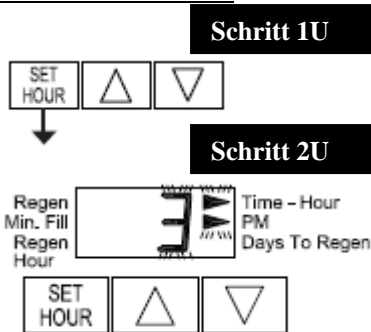 Schritt 1U
SET
HOUR
Schritt 2U
Regen
Min. Fill
Regen
Hour
3
Time – Hour
PM
Days To Regen
SET
HOUR